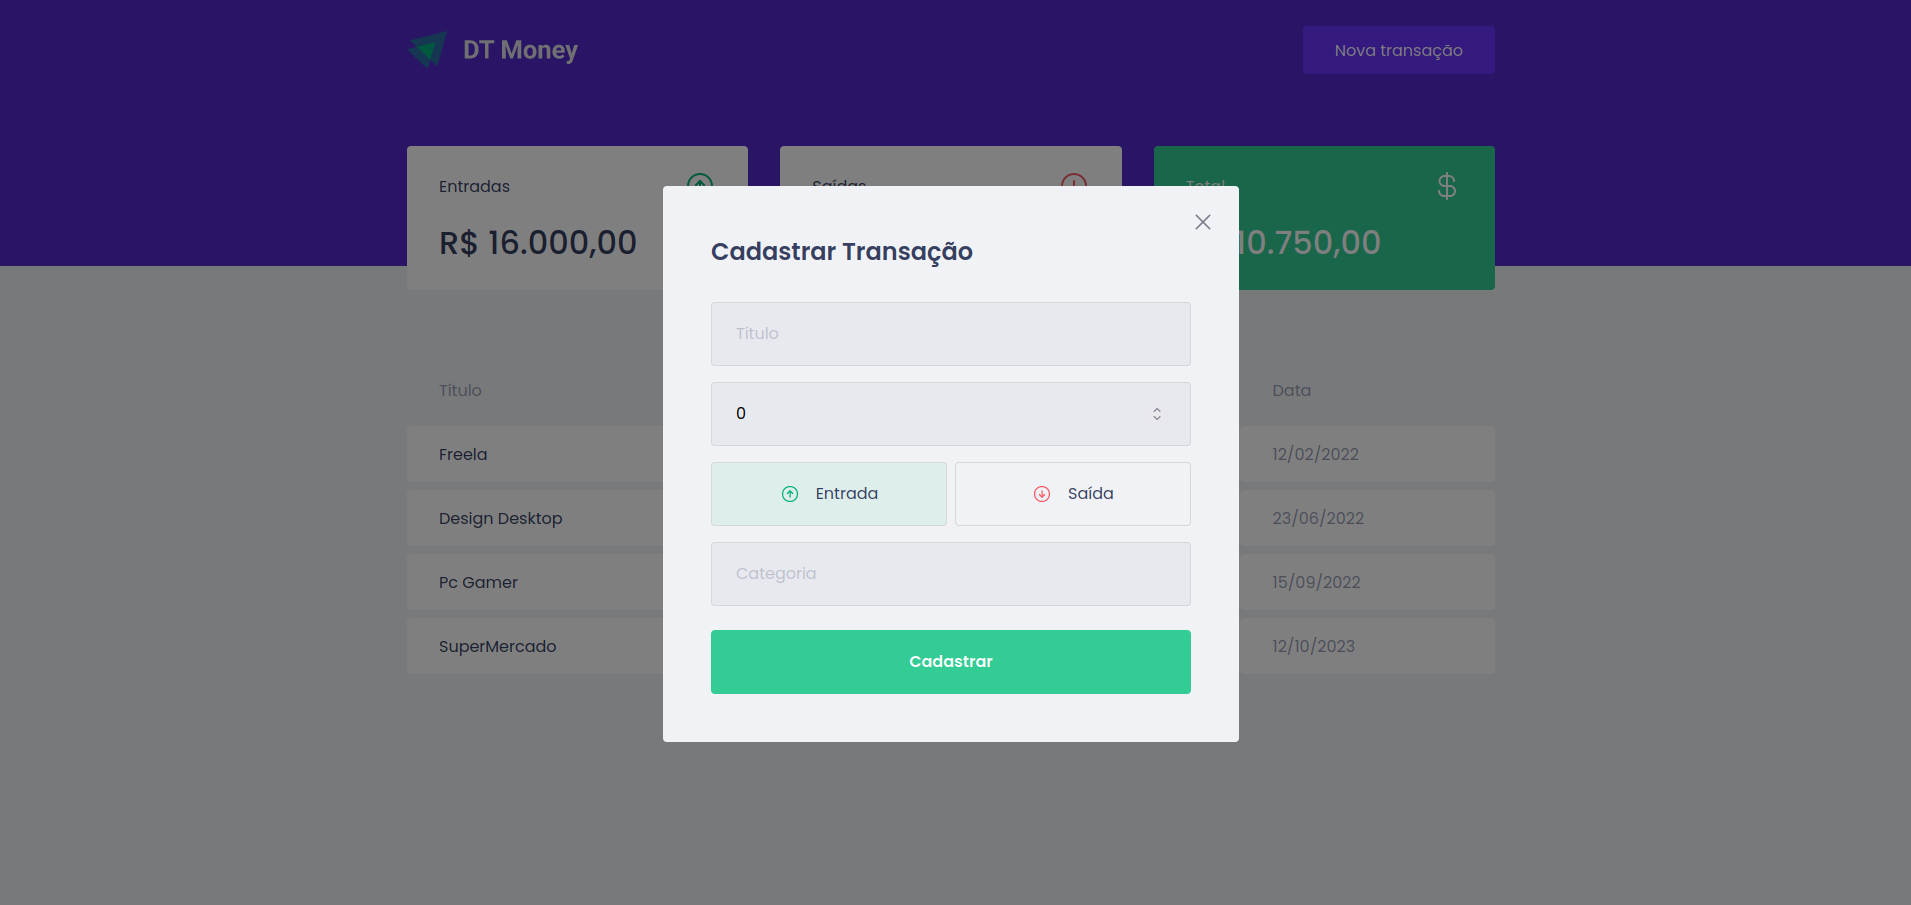 DT Money
Nova transação
Entradas
R$ 16.000,00
Saídas
Total
10.750,00
Cadastrar Transação
Título
0
Entrada
Saída
Categoria
Cadastrar
Título
Data
Freela
12/02/2022
Design Desktop
23/06/2022
Pc Gamer
15/09/2022
SuperMercado
12/10/2023